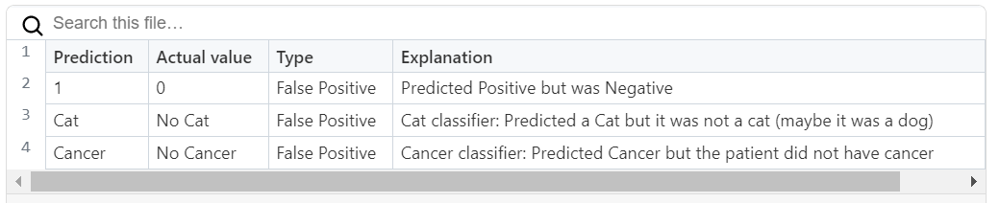 Search this file…
1 Prediction Actual value Type Explanation
2 1 0 False Positive Predicted Positive but was Negative
3 Cat No Cat False Positive Cat classifier: Predicted a Cat but it was not a cat (maybe it was a dog)
4 Cancer No Cancer False Positive Cancer classifier: Predicted Cancer but the patient did not have cancer